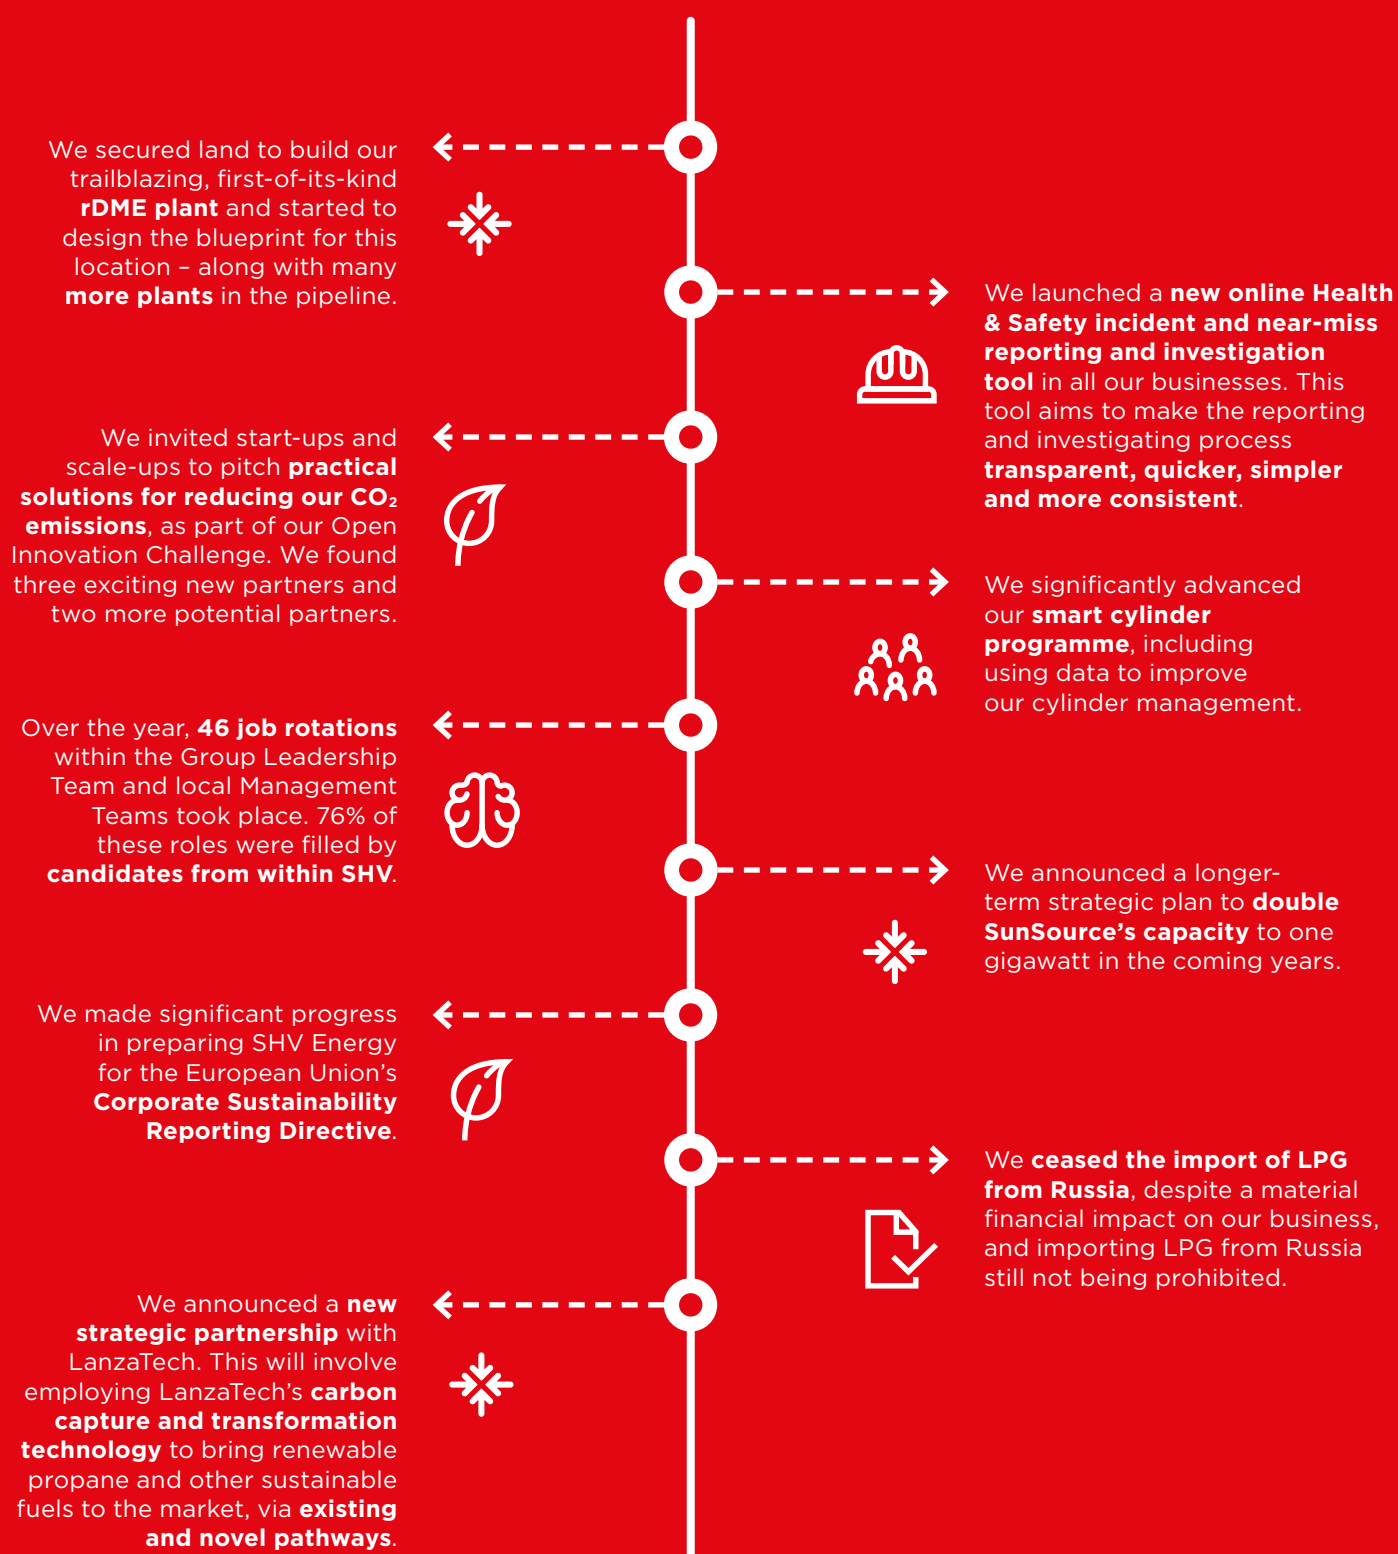 We secured land to build our
trailblazing, first-of-its-kind
rDME plant and started to
design the blueprint for this
location – along with many
more plants in the pipeline.
We launched a new online Health
& Safety incident and near-miss
reporting and investigation
tool in all our businesses. This
tool aims to make the reporting
and investigating process
transparent, quicker, simpler
and more consistent.
We invited start-ups and
scale-ups to pitch practical
solutions for reducing our CO₂
emissions, as part of our Open
Innovation Challenge. We found
three exciting new partners and
two more potential partners.
We significantly advanced
our smart cylinder
programme, including
using data to improve
our cylinder management.
Over the year, 46 job rotations
within the Group Leadership
Team and local Management
Teams took place. 76% of
these roles were filled by
candidates from within SHV.
We announced a longer-
term strategic plan to double
SunSource's capacity to one
gigawatt in the coming years.
We made significant progress
in preparing SHV Energy
for the European Union's
Corporate Sustainability
Reporting Directive.
We ceased the import of LPG
from Russia, despite a material
financial impact on our business,
and importing LPG from Russia
still not being prohibited.
We announced a new
strategic partnership with
LanzaTech. This will involve
employing LanzaTech's carbon
capture and transformation
technology to bring renewable
propane and other sustainable
fuels to the market, via existing
and novel pathways.